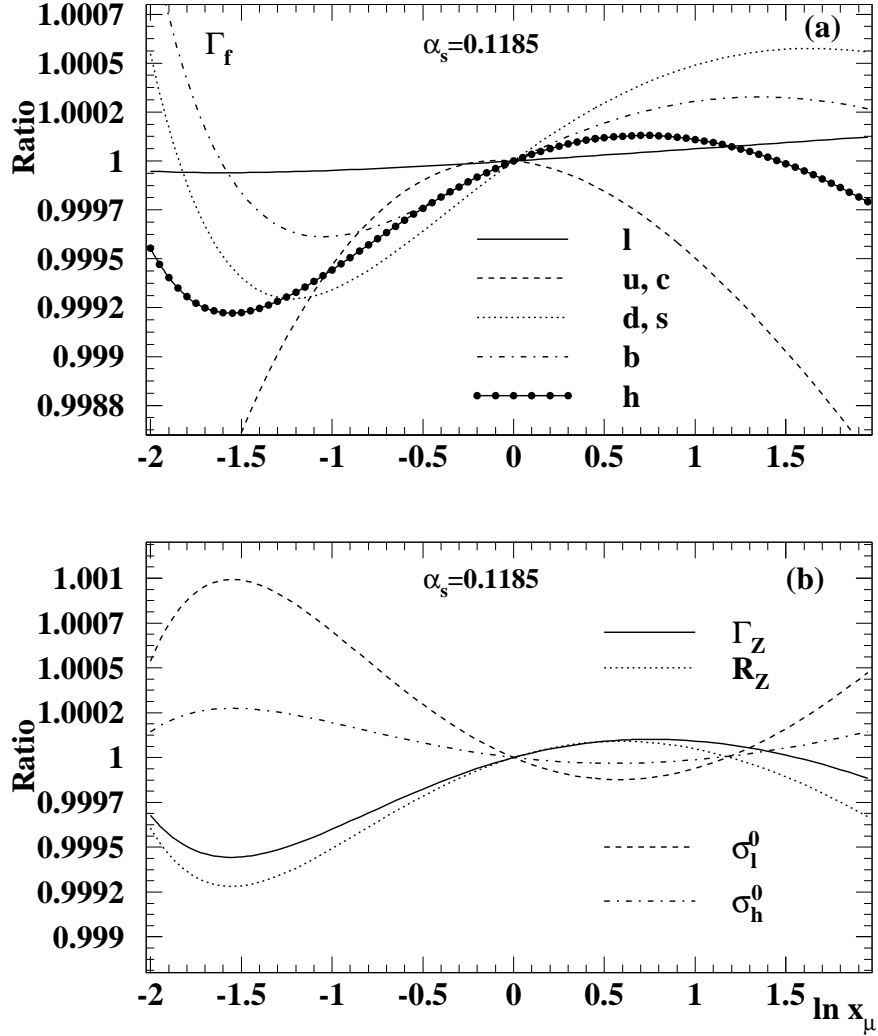 (a)
Γf
αs=0.1185
Ratio
1.0007
1.0005
1.0002
1
0.9997
0.9995
0.9992
0.999
0.9988
l
u, c
d, s
b
h
-2 -1.5 -1 -0.5 0 0.5 1 1.5
(b)
αs=0.1185
Ratio
1.001
1.0007
1.0005
1.0002
1
0.9997
0.9995
0.9992
0.999
ΓZ
RZ
σl0
σh0
-2 -1.5 -1 -0.5 0 0.5 1 1.5 ln xμ